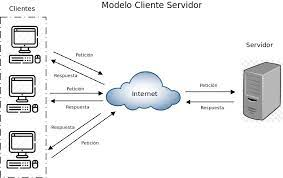 Modelo Cliente Servidor
Clientes
Servidor
Petición
Respuesta
Petición
Respuesta
Internet
Petición
Respuesta
Respuesta
Petición